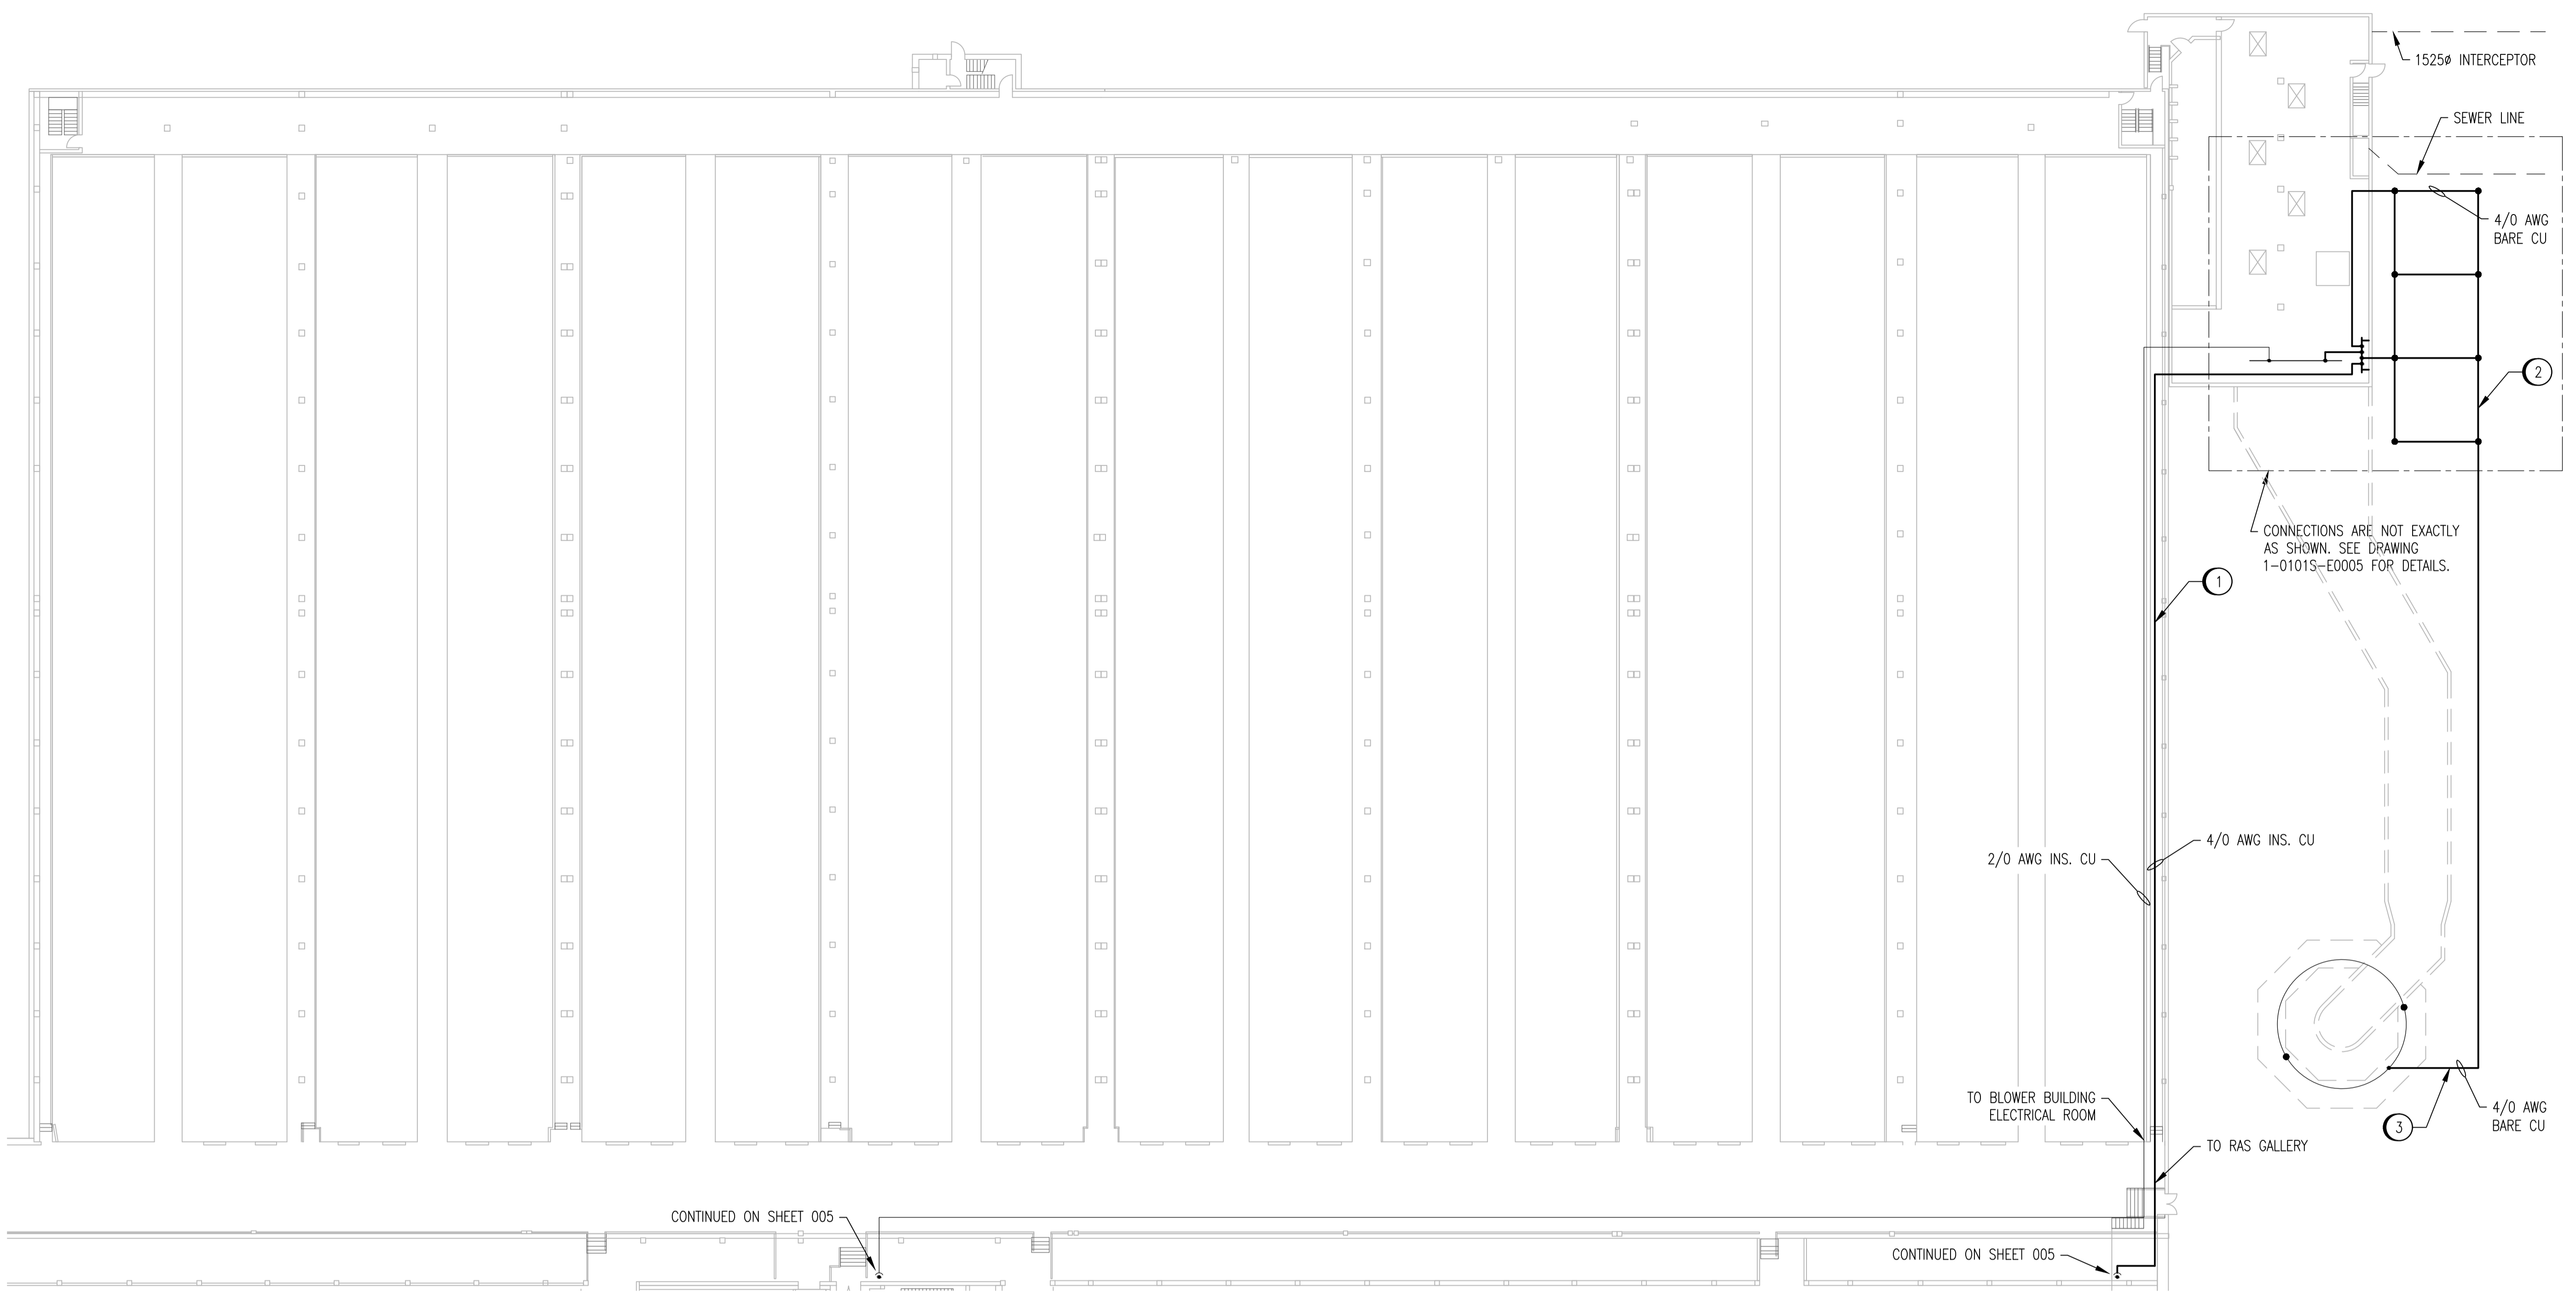 1525ø INTERCEPTOR
SEWER LINE
4/0 AWG
BARE CU
2
CONNECTIONS ARE NOT EXACTLY
AS SHOWN. SEE DRAWING
1-0101S-E0005 FOR DETAILS.
1
4/0 AWG INS. CU
2/0 AWG INS. CU
TO BLOWER BUILDING
ELECTRICAL ROOM
4/0 AWG
BARE CU
3
TO RAS GALLERY
CONTINUED ON SHEET 005
CONTINUED ON SHEET 005